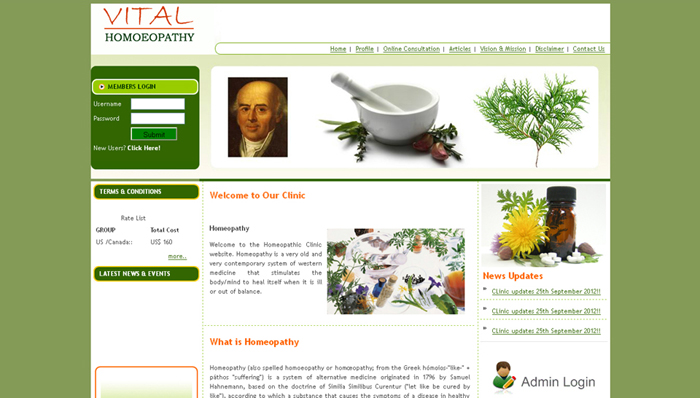 VITAL
HOMOEOPATHY
Home | Profile | Online Consultation | Articles | Vision & Mission | Disclaimer | Contact Us
MEMBERS LOGIN
Username
Password
Submit
New Users? Click Here!
TERMS & CONDITIONS
Rate List
GROUP Total Cost
US /Canada:: US$ 160
more..
LATEST NEWS & EVENTS
Welcome to Our Clinic
Homeopathy
Welcome to the Homeopathic Clinic
website. Homeopathy is a very old and
very contemporary system of western
medicine that stimulates the
body/mind to heal itself when it is ill
or out of balance.
What is Homeopathy
Homeopathy (also spelled homoeopathy or homœopathy; from the Greek hómoios-"like-" +
páthos "suffering") is a system of alternative medicine originated in 1796 by Samuel
Hahnemann, based on the doctrine of Similia Similibus Curentur ("let like be cured by
like"), according to which a substance that causes the symptoms of a disease in healthy
News Updates
CLinic updates 25th September 2012!!
CLinic updates 25th September 2012!!
CLinic updates 25th September 2012!!
Admin Login